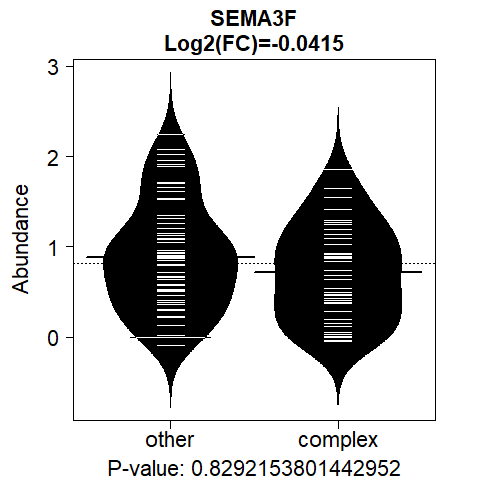 SEMA3F
Log2(FC)=-0.0415
3
2
1
0
Abundance
other complex
P-value: 0.8292153801442952